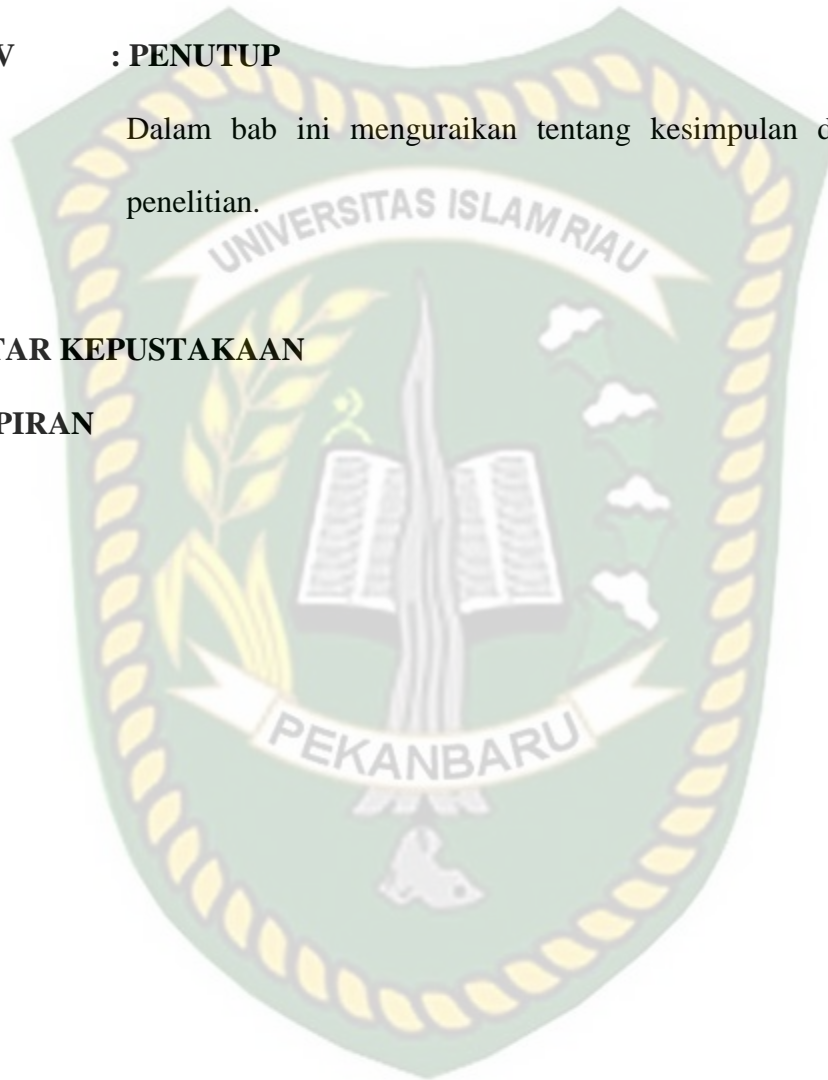 V : PENUTUP
Dalam bab ini menguraikan tentang kesimpulan d
penelitian.
UNIVERSITAS ISLAM RIAU
TAR KEPUSTAKAAN
PIRAN
PEKANBARU